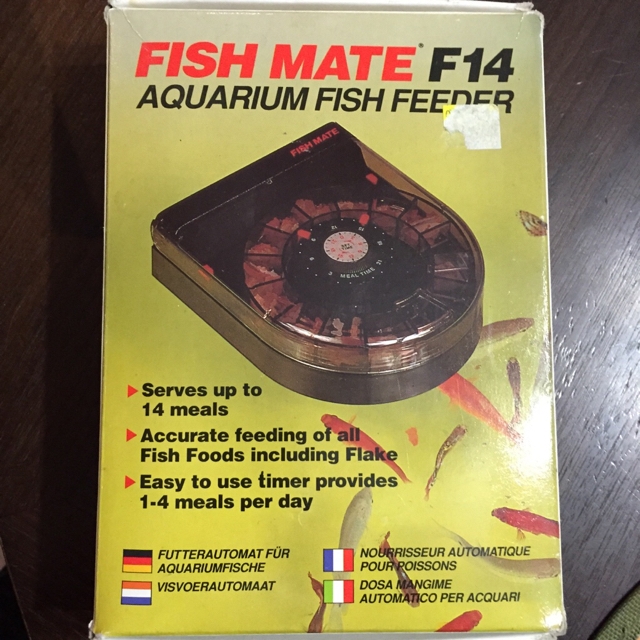 FISH MATE® F14
AQUARIUM FISH FEEDER
FISH MATE
MEAL TIME
Serves up to
14 meals
Accurate feeding of all
Fish Foods including Flake
Easy to use timer provides
1-4 meals per day
FUTTERAUTOMAT FÜR
AQUARIUMFISCHE
VISVOERAUTOMAAT
NOURRISSEUR AUTOMATIQUE
POUR POISSONS
DOSA MANGIME
AUTOMATICO PER ACQUARI